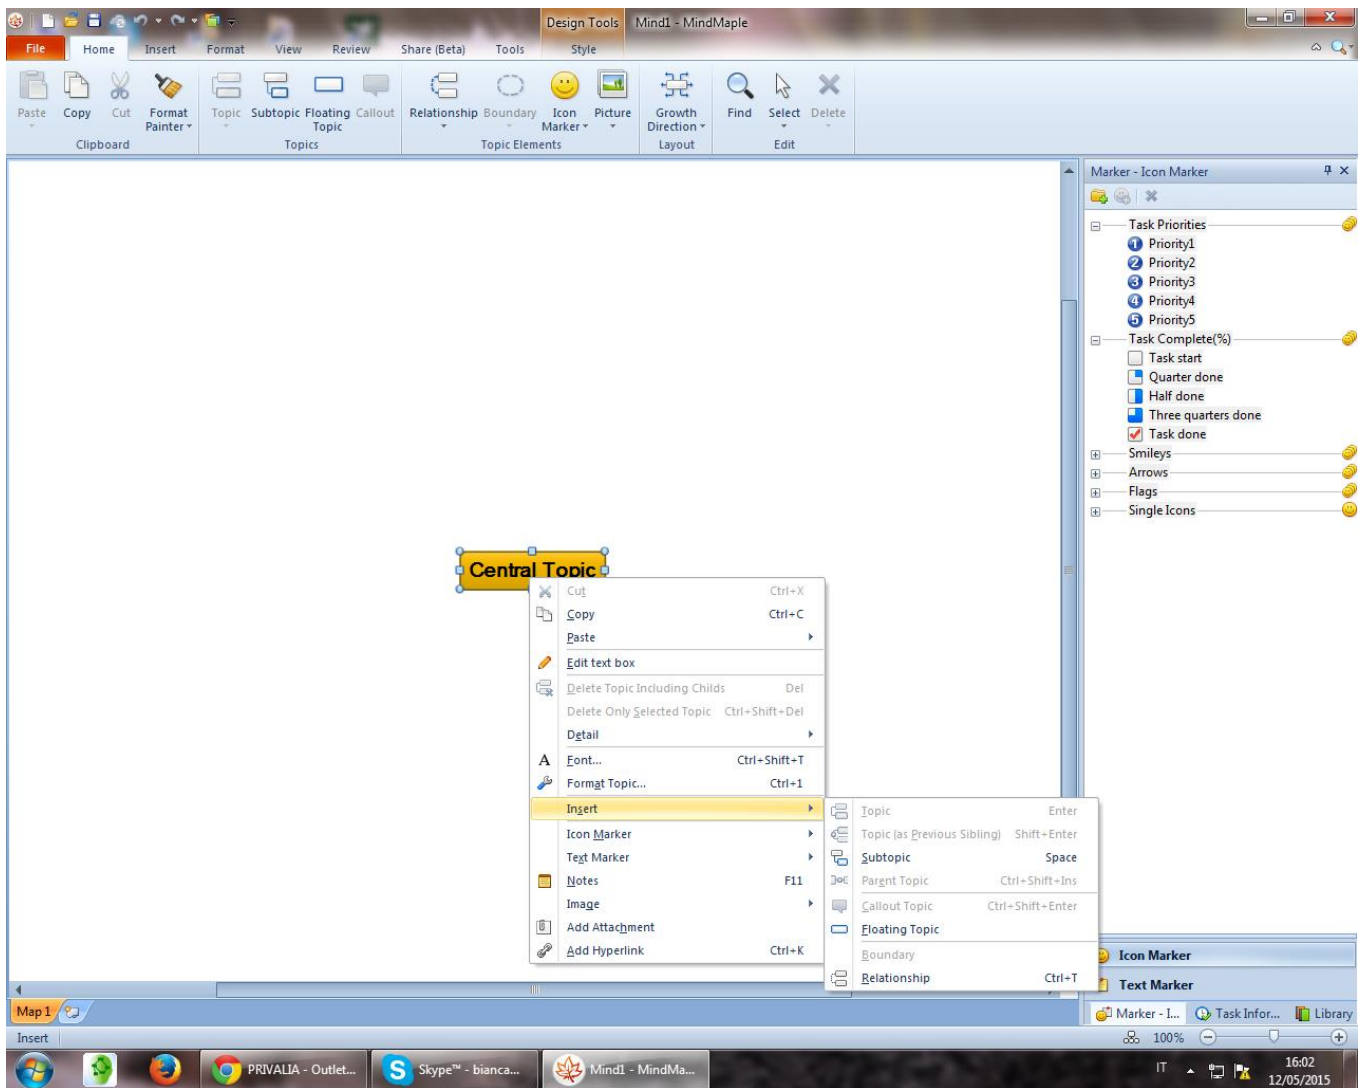 Design Tools Mind1 - MindMaple
File Home Insert Format View Review Share (Beta) Tools Style
Paste Copy Cut Format Painter
Clipboard
Topic Subtopic Floating Topic Callout
Topics
Relationship Boundary Icon Marker Picture
Topic Elements
Growth Direction
Layout
Find Select Delete
Edit
Marker - Icon Marker
Task Priorities
1 Priority1
2 Priority2
3 Priority3
4 Priority4
5 Priority5
Task Complete(%)
Task start
Quarter done
Half done
Three quarters done
Task done
Smileys
Arrows
Flags
Single Icons
Central Topic
Cut Ctrl+X
Copy Ctrl+C
Paste
Edit text box
Delete Topic Including Childs Del
Delete Only Selected Topic Ctrl+Shift+Del
Detail
A Font... Ctrl+Shift+T
Format Topic... Ctrl+1
Insert
Icon Marker
Text Marker
Notes F11
Image
Add Attachment
Add Hyperlink Ctrl+K
Topic Enter
Topic (as Previous Sibling) Shift+Enter
Subtopic Space
Parent Topic Ctrl+Shift+Ins
Callout Topic Ctrl+Shift+Enter
Floating Topic
Boundary
Relationship Ctrl+T
Icon Marker
Text Marker
Marker - I... Task Infor... Library
Map 1
Insert
100%
PRIVALIA - Outlet... Skype™ - bianca... Mind1 - MindMa...
IT
16:02
12/05/2015